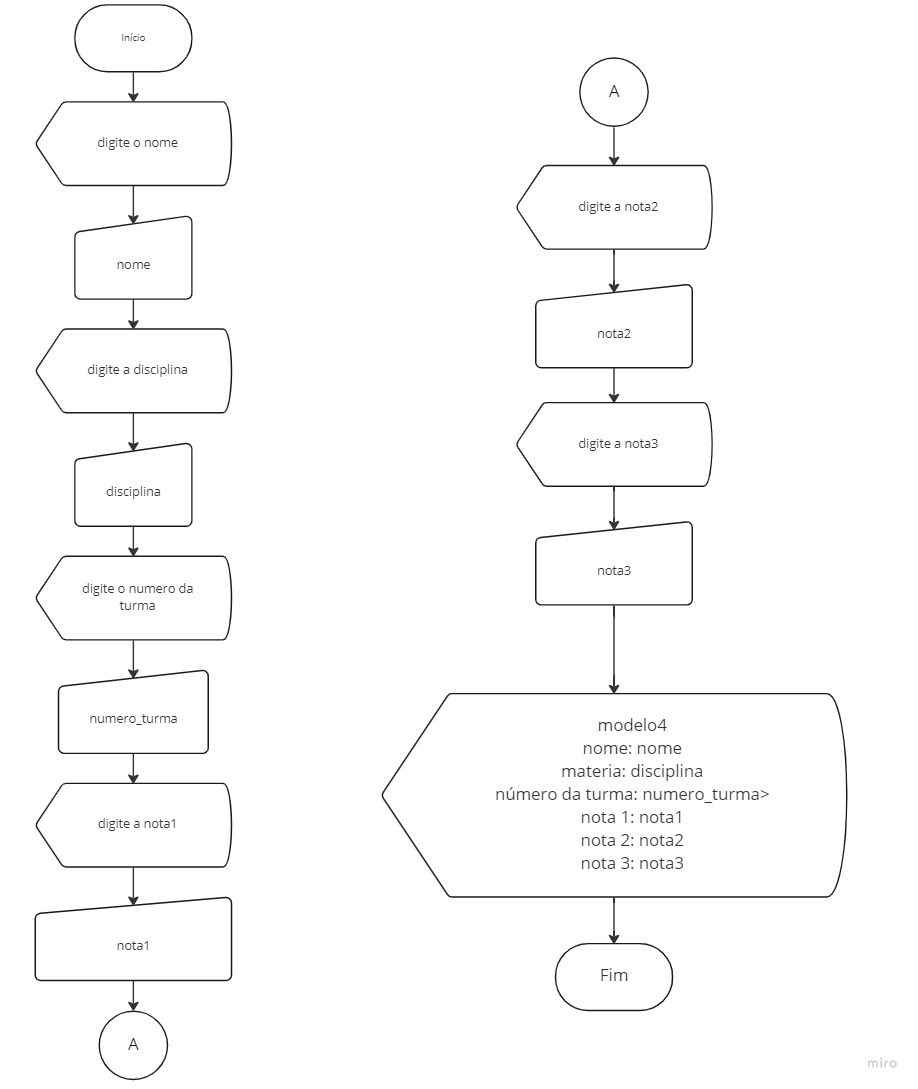 Início
digite o nome
nome
digite a disciplina
disciplina
digite o numero da
turma
numero_turma
digite a nota1
nota1
A
A
digite a nota2
nota2
digite a nota3
nota3
modelo4
nome: nome
materia: disciplina
número da turma: numero_turma>
nota 1: nota1
nota 2: nota2
nota 3: nota3
Fim
miro